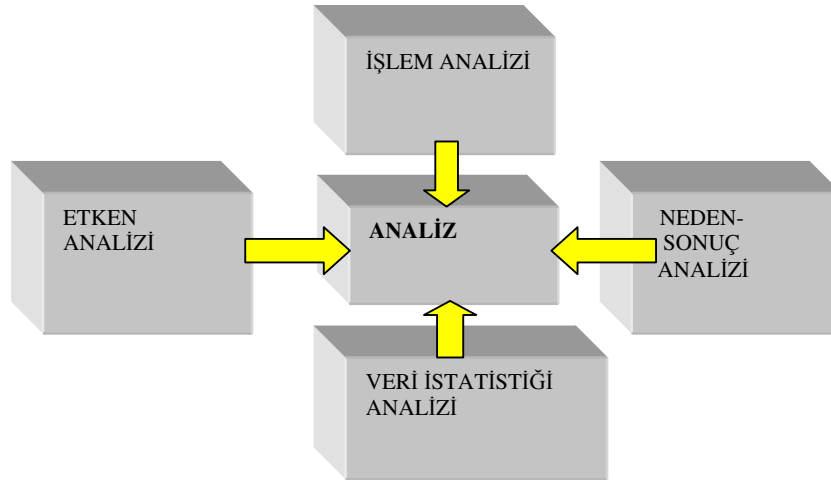 İŞLEM ANALİZİ
ETKEN
ANALİZİ
ANALİZ
NEDEN-
SONUÇ
ANALİZİ
VERİ İSTATİSTİĞİ
ANALİZİ